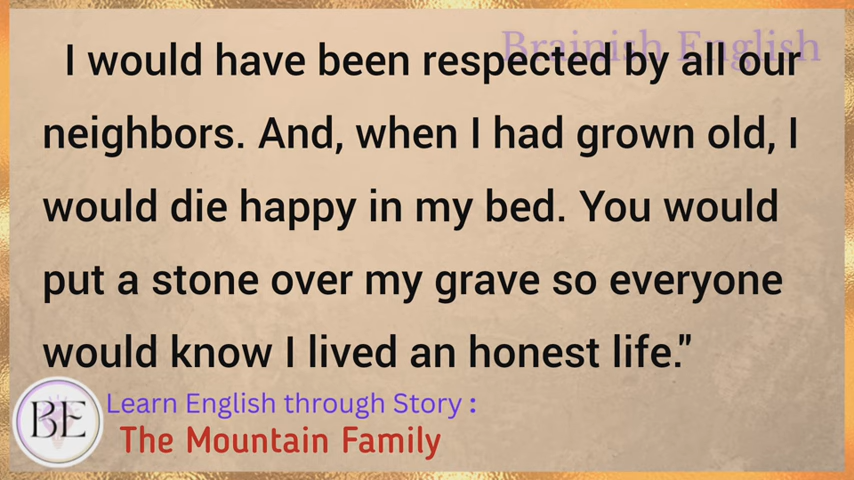 Brainish English
I would have been respected by all our
neighbors. And, when I had grown old, I
would die happy in my bed. You would
put a stone over my grave so everyone
would know I lived an honest life."
BE
Learn English through Story :
The Mountain Family